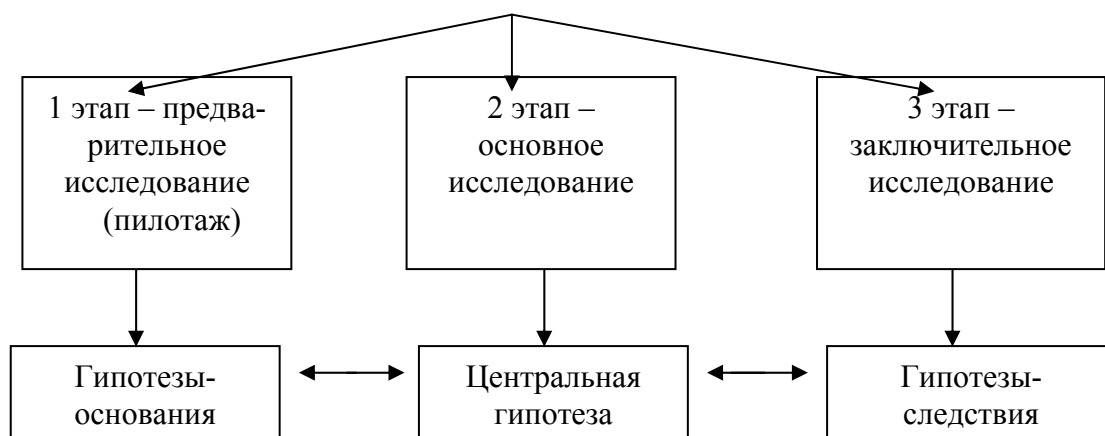 1 этап – предва-
рительное
исследование
(пилотаж)
2 этап –
основное
исследование
3 этап –
заключительное
исследование
Гипотезы-
основания
Центральная
гипотеза
Гипотезы-
следствия